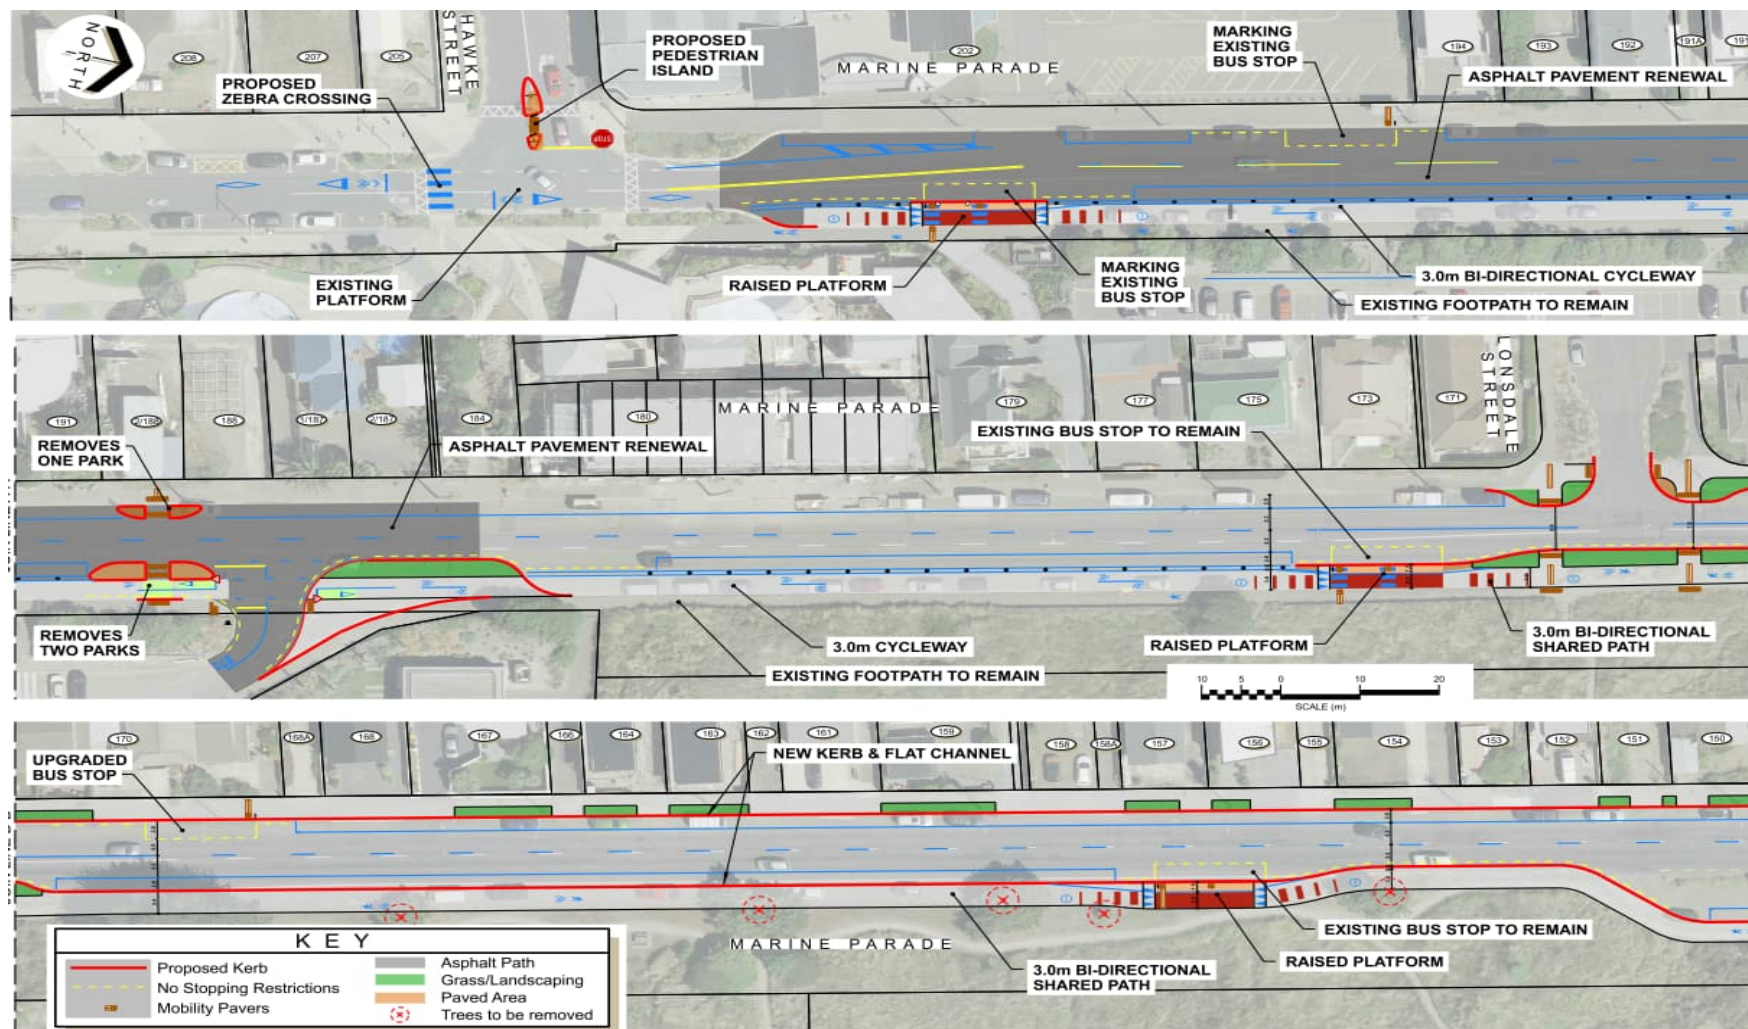 NORTH
208
207
205
HAWKE
STREET
PROPOSED
ZEBRA CROSSING
PROPOSED
PEDESTRIAN
ISLAND
STOP
202
MARINE PARADE
MARKING
EXISTING
BUS STOP
194
193
192
191A
191
ASPHALT PAVEMENT RENEWAL
EXISTING
PLATFORM
RAISED PLATFORM
MARKING
EXISTING
BUS STOP
3.0m BI-DIRECTIONAL CYCLEWAY
EXISTING FOOTPATH TO REMAIN
191
2/188
188
1/187
2/187
184
180
MARINE PARADE
179
177
175
173
171
LONSDALE
STREET
REMOVES
ONE PARK
ASPHALT PAVEMENT RENEWAL
EXISTING BUS STOP TO REMAIN
REMOVES
TWO PARKS
3.0m CYCLEWAY
EXISTING FOOTPATH TO REMAIN
RAISED PLATFORM
3.0m BI-DIRECTIONAL
SHARED PATH
10 5 0 10 20
SCALE (m)
170
168A
168
167
166
164
163
162
161
159
158
158A
157
156
155
154
153
152
151
150
UPGRADED
BUS STOP
NEW KERB & FLAT CHANNEL
EXISTING BUS STOP TO REMAIN
RAISED PLATFORM
MARINE PARADE
3.0m BI-DIRECTIONAL
SHARED PATH
KEY
Proposed Kerb
No Stopping Restrictions
Mobility Pavers
Asphalt Path
Grass/Landscaping
Paved Area
Trees to be removed